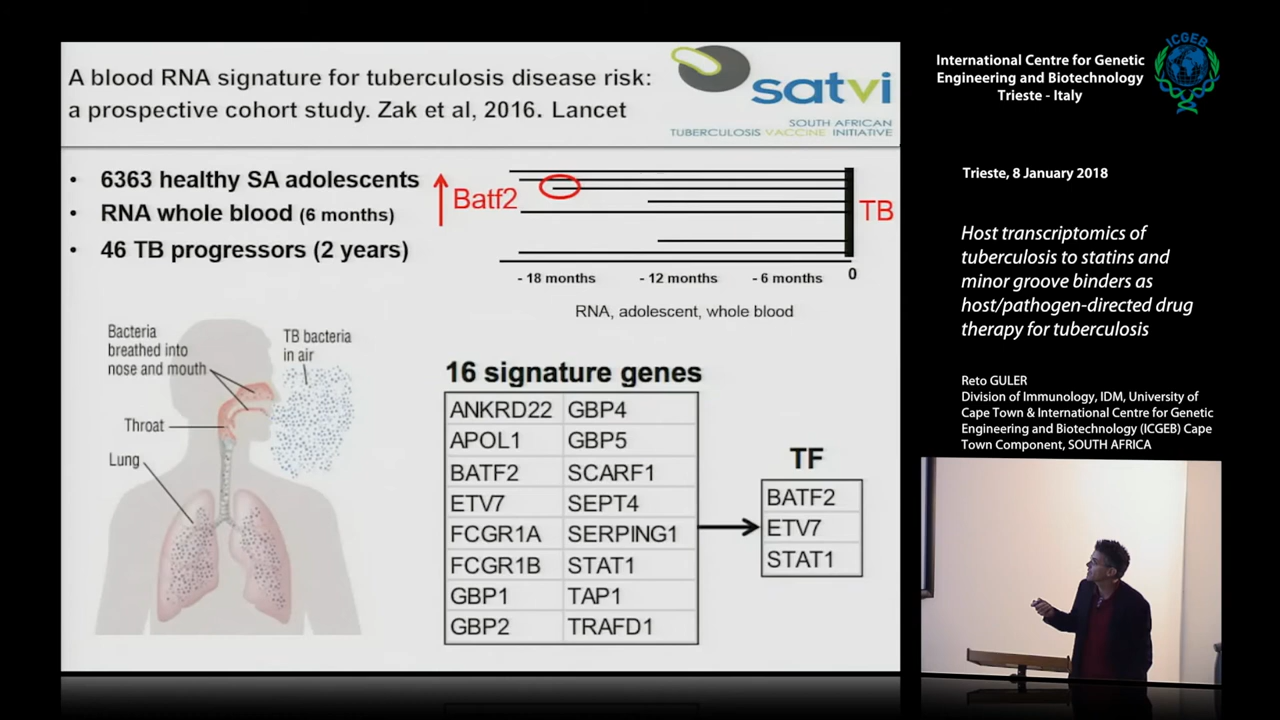 A blood RNA signature for tuberculosis disease risk:
a prospective cohort study. Zak et al, 2016. Lancet
satvi
SOUTH AFRICAN
TUBERCULOSIS VACCINE INITIATIVE
• 6363 healthy SA adolescents
• RNA whole blood (6 months)
• 46 TB progressors (2 years)
Batf2
TB
- 18 months
- 12 months
- 6 months
0
RNA, adolescent, whole blood
Bacteria
breathed into
nose and mouth
TB bacteria
in air
Throat
Lung
16 signature genes
ANKRD22 GBP4
APOL1 GBP5
BATF2 SCARF1
ETV7 SEPT4
FCGR1A SERPING1
FCGR1B STAT1
GBP1 TAP1
GBP2 TRAFD1
TF
BATF2
ETV7
STAT1
International Centre for Genetic
Engineering and Biotechnology
Trieste - Italy
ICGEB
Trieste, 8 January 2018
Host transcriptomics of
tuberculosis to statins and
minor groove binders as
host/pathogen-directed drug
therapy for tuberculosis
Reto GULER
Division of Immunology, IDM, University of
Cape Town & International Centre for Genetic
Engineering and Biotechnology (ICGEB) Cape
Town Component, SOUTH AFRICA